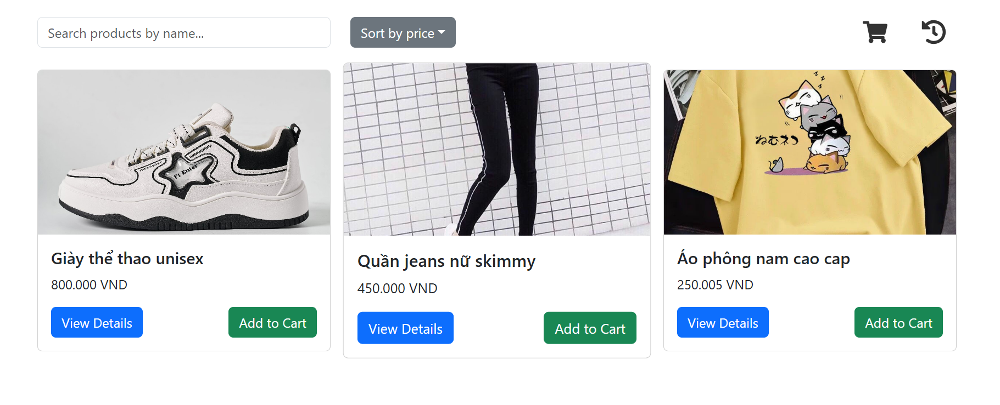 Search products by name...
Sort by price
F1 Enter
z z z
ねむネコ
Giày thể thao unisex
800.000 VND
View Details
Add to Cart
Quần jeans nữ skimmy
450.000 VND
View Details
Add to Cart
Áo phông nam cao cap
250.005 VND
View Details
Add to Cart